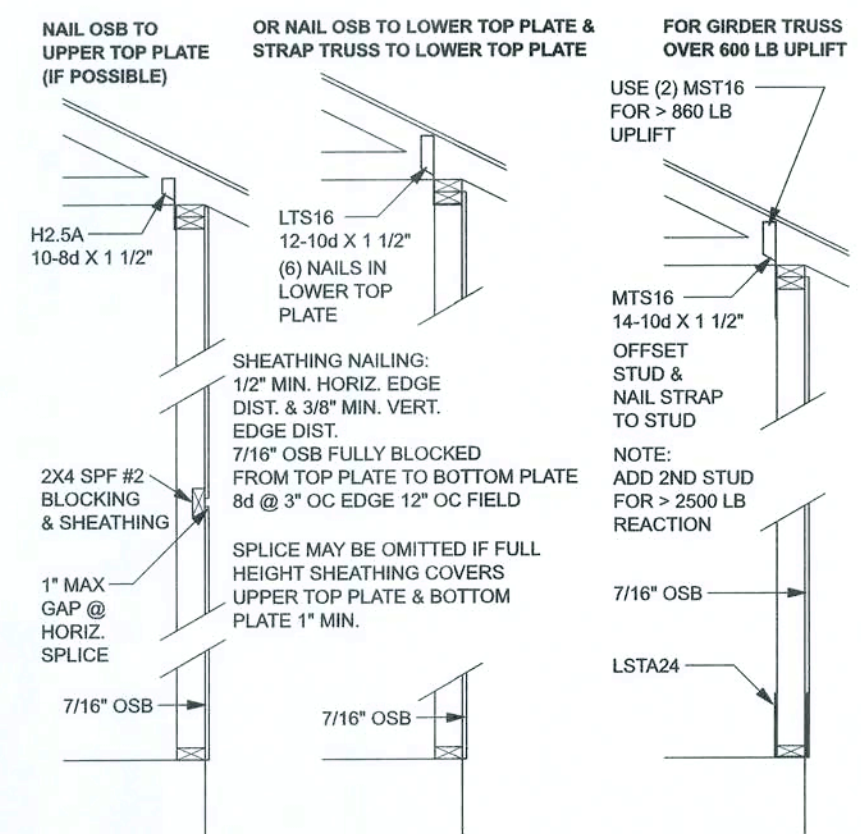 NAIL OSB TO
UPPER TOP PLATE
(IF POSSIBLE)
H2.5A
10-8d X 1 1/2"
2X4 SPF #2
BLOCKING
& SHEATHING
1" MAX
GAP @
HORIZ.
SPLICE
7/16" OSB
OR NAIL OSB TO LOWER TOP PLATE &
STRAP TRUSS TO LOWER TOP PLATE
LTS16
12-10d X 1 1/2"
(6) NAILS IN
LOWER TOP
PLATE
SHEATHING NAILING:
1/2" MIN. HORIZ. EDGE
DIST. & 3/8" MIN. VERT.
EDGE DIST.
7/16" OSB FULLY BLOCKED
FROM TOP PLATE TO BOTTOM PLATE
8d @ 3" OC EDGE 12" OC FIELD
SPLICE MAY BE OMITTED IF FULL
HEIGHT SHEATHING COVERS
UPPER TOP PLATE & BOTTOM
PLATE 1" MIN.
7/16" OSB
FOR GIRDER TRUSS
OVER 600 LB UPLIFT
USE (2) MST16
FOR > 860 LB
UPLIFT
MTS16
14-10d X 1 1/2"
OFFSET
STUD &
NAIL STRAP
TO STUD
NOTE:
ADD 2ND STUD
FOR > 2500 LB
REACTION
7/16" OSB
LSTA24